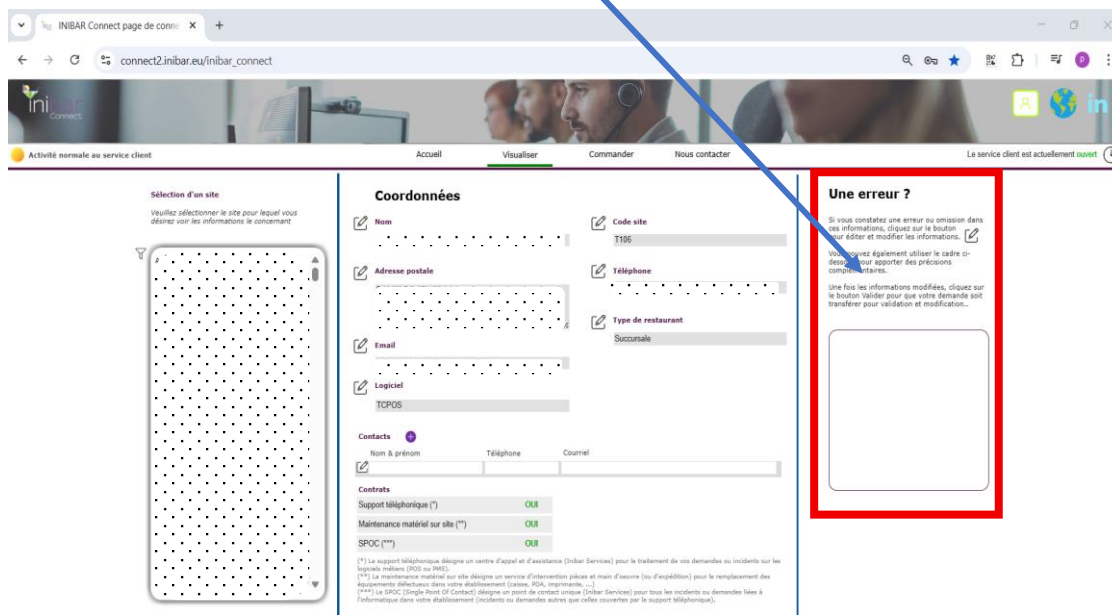 INIBAR Connect page de conne
connect2.inibar.eu/inibar_connect
P
inibar
Connect
in
Activité normale au service client
Accueil
Visualiser
Commander
Nous contacter
Le service client est actuellement ouvert
Sélection d'un site
Veuillez sélectionner le site pour lequel vous
désirez voir les informations le concernant
Coordonnées
Nom
Code site
T106
Adresse postale
Téléphone
Type de restaurant
Succursale
Email
Logiciel
TCPOS
Contacts
Nom & prénom Téléphone Courriel
Contrats
Support téléphonique (*) OUI
Maintenance matériel sur site (**) OUI
SPOC (***) OUI
(*) Le support téléphonique désigne un centre d'appel et d'assistance (Inibar Services) pour le traitement de vos demandes ou incidents sur les
logiciels métiers (POS ou PMS).
(**) La maintenance matériel sur site désigne un service d'intervention pièces et main d'oeuvre (ou d'expédition) pour le remplacement des
équipements défectueux dans votre établissement (caisse, PDA, imprimante, ...)
(***) Le SPOC (Single Point Of Contact) désigne un point de contact unique (Inibar Services) pour tous les incidents ou demandes liées à
l'informatique dans votre établissement (incidents ou demandes autres que celles couvertes par le support téléphonique).
Une erreur ?
Si vous constatez une erreur ou omission dans
ces informations, cliquez sur le bouton
pour éditer et modifier les informations.
Vous pouvez également utiliser le cadre ci-
dessous pour apporter des précisions
complémentaires.
Une fois les informations modifiées, cliquez sur
le bouton Valider pour que votre demande soit
transférer pour validation et modification..